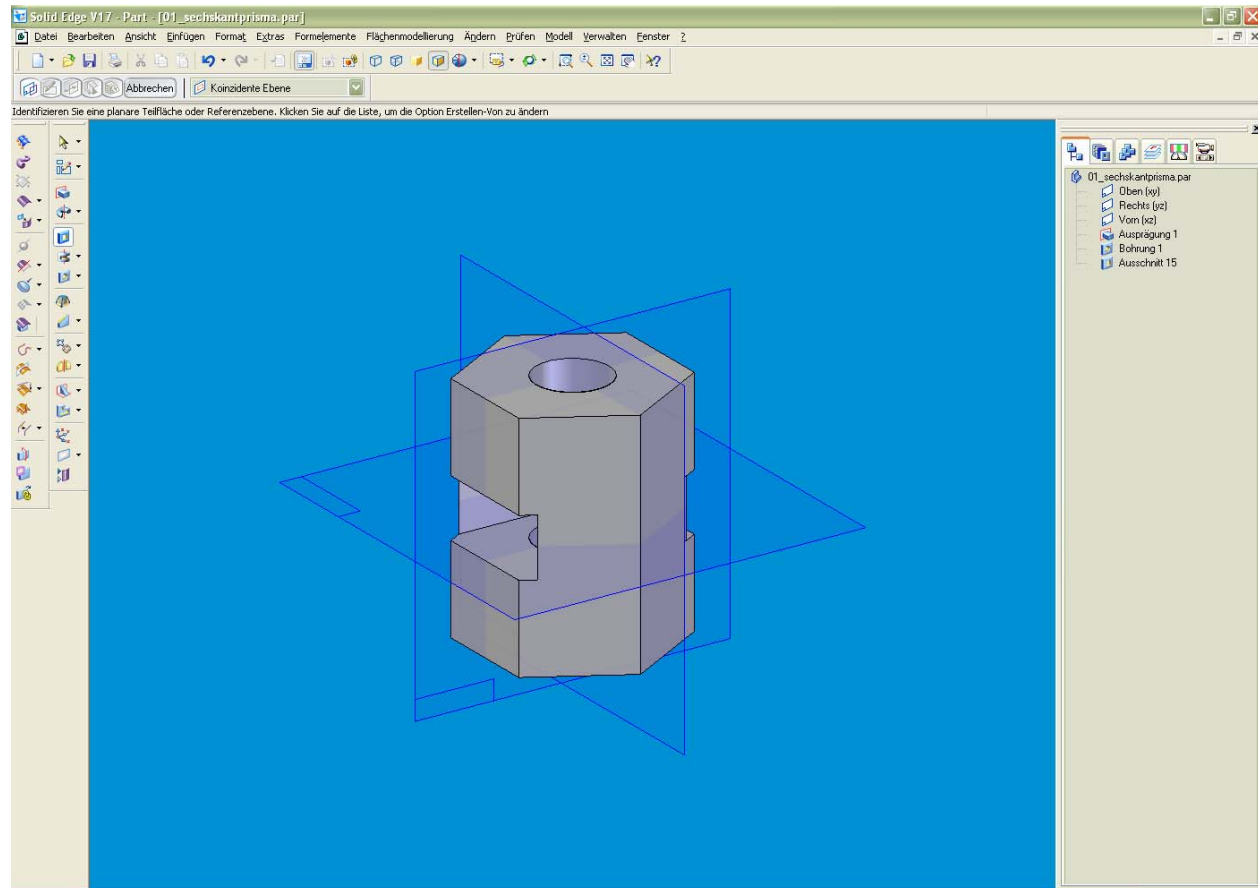 Solid Edge V17 - Part - [01_sechskantprisma.par]
Datei Bearbeiten Ansicht Einfügen Format Extras Formelemente Flächenmodellierung Ändern Prüfen Modell Verwalten Fenster ?
Abbrechen Koinzidente Ebene
Identifizieren Sie eine planare Teilfläche oder Referenzebene. Klicken Sie auf die Liste, um die Option Erstellen-Von zu ändern
01_sechskantprisma.par
Oben (xy)
Rechts (yz)
Vorn (xz)
Ausprägung 1
Bohrung 1
Ausschnitt 15